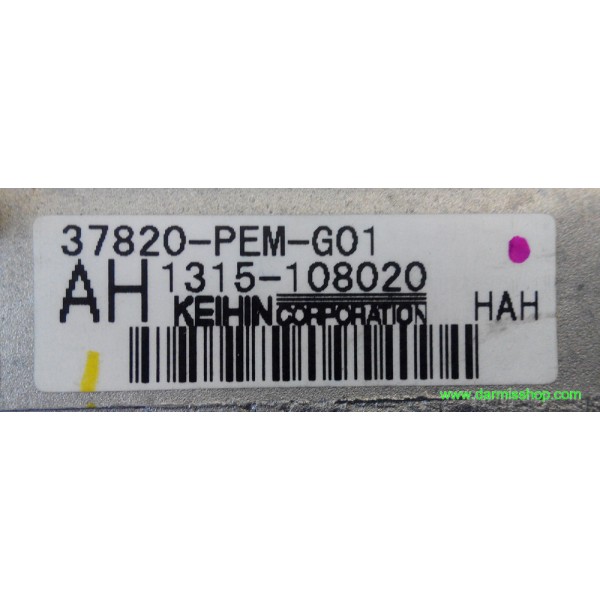 37820-PEM-G01
AH 1315-108020
KEIHIN CORPORATION HAH
www.darmisshop.com